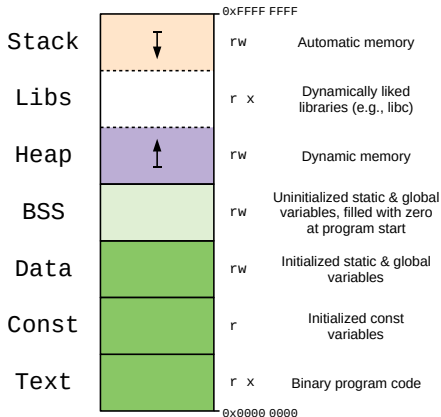 0xFFFF FFFF
Stack rw Automatic memory
Libs r x Dynamically liked
libraries (e.g., libc)
Heap rw Dynamic memory
BSS rw Uninitialized static & global
variables, filled with zero
at program start
Data rw Initialized static & global
variables
Const r Initialized const
variables
Text r x Binary program code
0x0000 0000